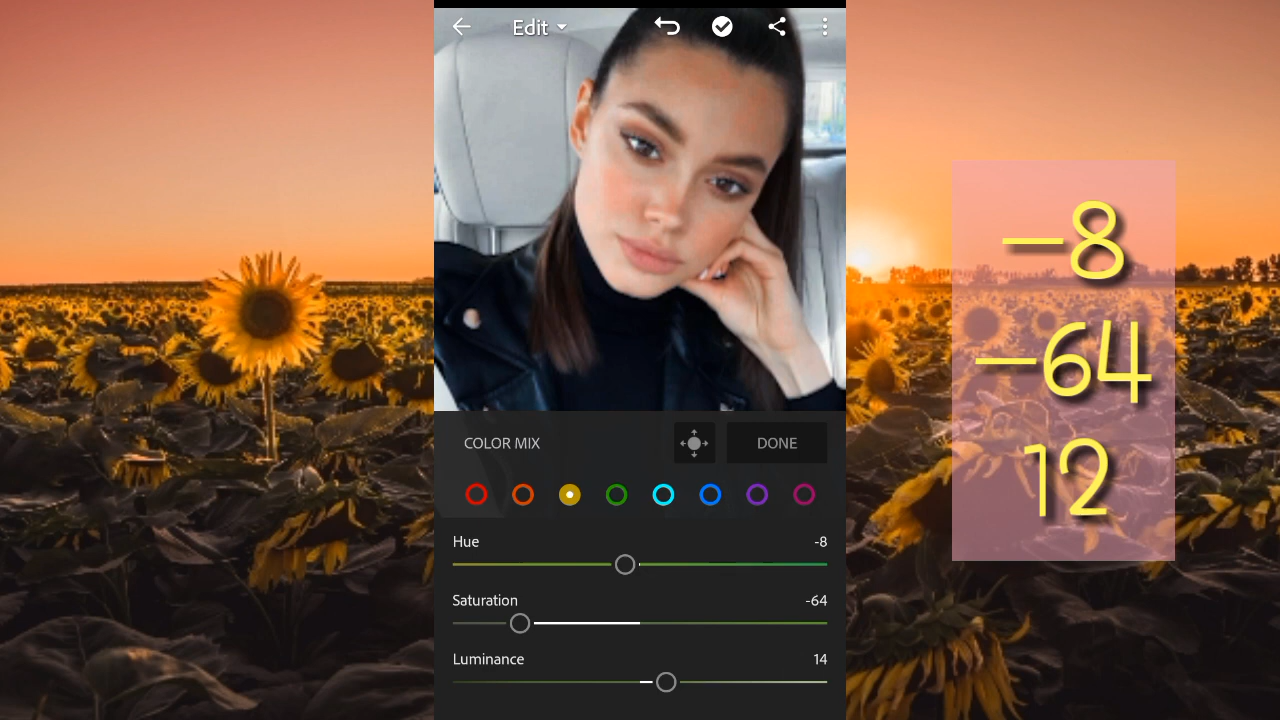 Edit
COLOR MIX
DONE
Hue -8
Saturation -64
Luminance 14
-8
-64
12